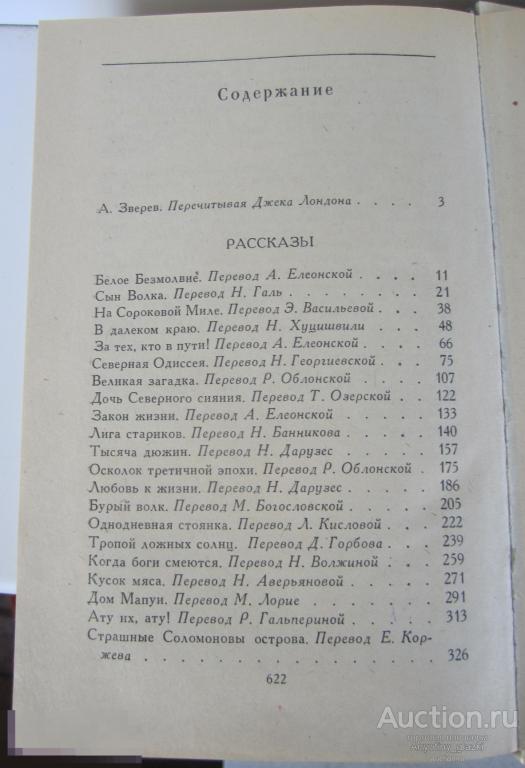 Содержание
А. Зверев. Перечитывая Джека Лондона . . . . 3
РАССКАЗЫ
Белое Безмолвие. Перевод А. Елеонской . . . . 11
Сын Волка. Перевод Н. Галь . . . . . . . 21
На Сороковой Миле. Перевод Э. Васильевой . . . . 38
В далеком краю. Перевод Н. Хуцишвили . . . . 48
За тех, кто в пути! Перевод А. Елеонской . . . . 66
Северная Одиссея. Перевод Н. Георгиевской . . . . 75
Великая загадка. Перевод Р. Облонской . . . . 107
Дочь Северного сияния. Перевод Т. Озерской . . . 122
Закон жизни. Перевод А. Елеонской . . . . . 133
Лига стариков. Перевод Н. Банникова . . . . . 140
Тысяча дюжин. Перевод Н. Дарузес . . . . . 157
Осколок третичной эпохи. Перевод Р. Облонской . 175
Любовь к жизни. Перевод Н. Дарузес . . . . . 186
Бурый волк. Перевод М. Богословской . . . . . 205
Однодневная стоянка. Перевод Л. Кисловой . . . . 222
Тропой ложных солнц. Перевод Д. Горбова . . . . 239
Когда боги смеются. Перевод Н. Волжиной . . . . 259
Кусок мяса. Перевод Н. Аверьяновой . . . . . 271
Дом Мапуи. Перевод М. Лорие . . . . . . . 291
Ату их, ату! Перевод Р. Гальпериной . . . . . 313
Страшные Соломоновы острова. Перевод Е. Кор-
жева . . . . . . . . . . . . . . . 326
622
Auction.ru